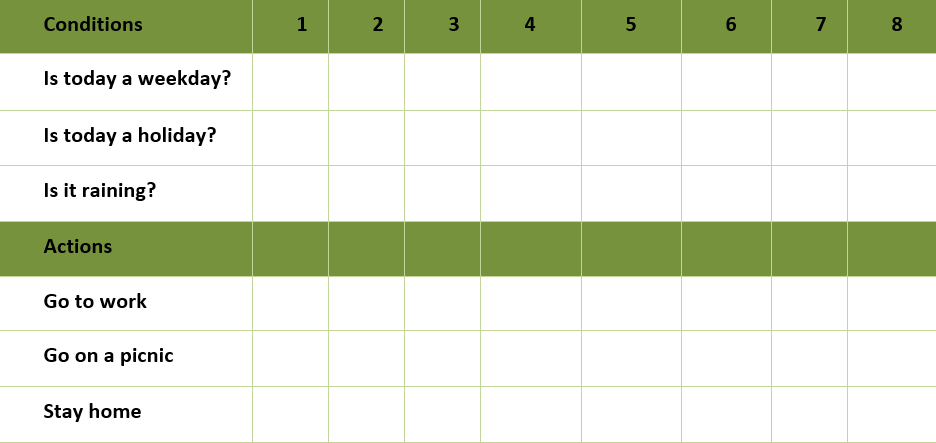 Conditions 1 2 3 4 5 6 7 8
Is today a weekday?
Is today a holiday?
Is it raining?
Actions
Go to work
Go on a picnic
Stay home